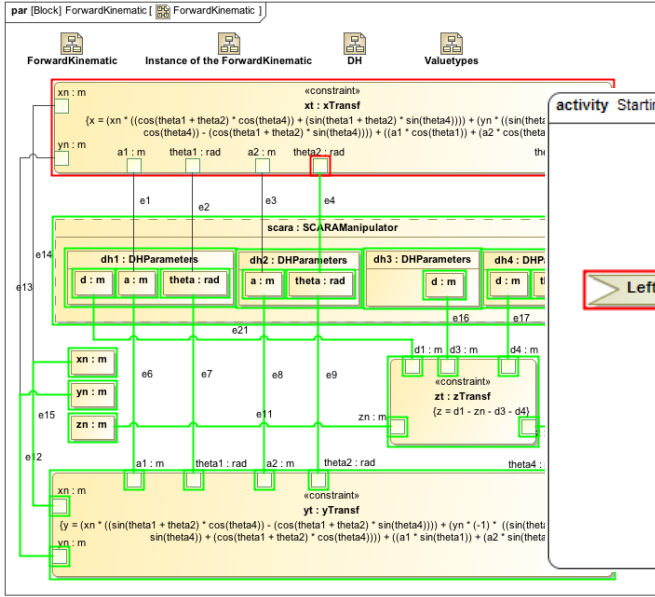 par [Block] ForwardKinematic [ ForwardKinematic ]
ForwardKinematic
Instance of the ForwardKinematic
DH
Valuetypes
xn : m
«constraint»
xt : xTransf
{x = (xn * ((cos(theta1 + theta2) * cos(theta4)) + (sin(theta1 + theta2) * sin(theta4)))) + (yn * ((sin(theta
cos(theta4)) - (cos(theta1 + theta2) * sin(theta4)))) + ((a1 * cos(theta1)) + (a2 * cos(theta
yn : m
a1 : m
theta1 : rad
a2 : m
theta2 : rad
the
activity Startin
Left
e1
e2
e3
e4
scara : SCARAManipulator
e14
e13
dh1 : DHParameters
dh2 : DHParameters
dh3 : DHParameters
dh4 : DHP
d : m
a : m
theta : rad
a : m
theta : rad
d : m
d : m
e16
e17
e21
xn : m
yn : m
zn : m
e6
e7
e8
e9
e15
e11
e12
d1 : m
d3 : m
d4 : m
«constraint»
zt : zTransf
{z = d1 - zn - d3 - d4}
zn : m
a1 : m
theta1 : rad
a2 : m
theta2 : rad
theta4 :
xn : m
«constraint»
yt : yTransf
{y = (xn * ((sin(theta1 + theta2) * cos(theta4)) - (cos(theta1 + theta2) * sin(theta4)))) + (yn * (-1) * ((sin(theta
sin(theta4)) + (cos(theta1 + theta2) * cos(theta4)))) + ((a1 * sin(theta1)) + (a2 * sin(theta
yn : m